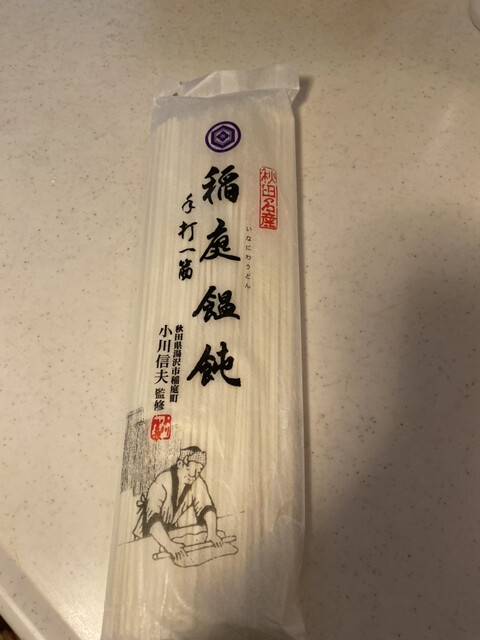 秋田名産
稲庭饂飩
いなにわうどん
手打一筋
秋田県湯沢市稲庭町
小川信夫 監修